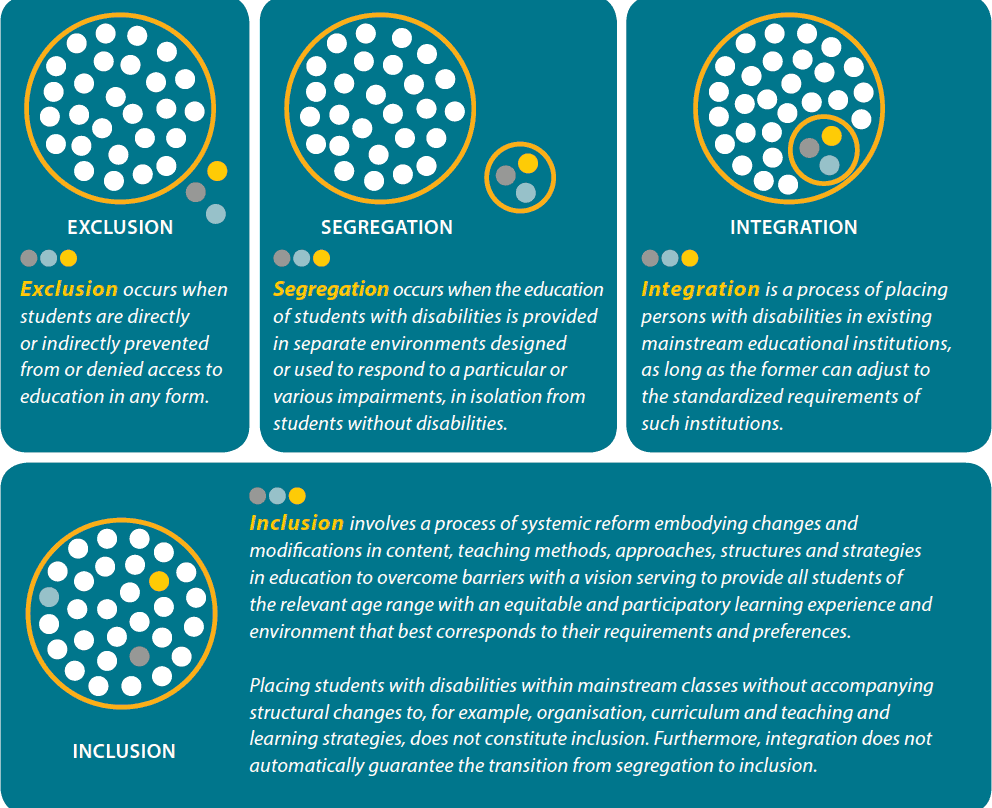 EXCLUSION
Exclusion occurs when
students are directly
or indirectly prevented
from or denied access to
education in any form.
SEGREGATION
Segregation occurs when the education
of students with disabilities is provided
in separate environments designed
or used to respond to a particular or
various impairments, in isolation from
students without disabilities.
INTEGRATION
Integration is a process of placing
persons with disabilities in existing
mainstream educational institutions,
as long as the former can adjust to
the standardized requirements of
such institutions.
INCLUSION
Inclusion involves a process of systemic reform embodying changes and
modifications in content, teaching methods, approaches, structures and strategies
in education to overcome barriers with a vision serving to provide all students of
the relevant age range with an equitable and participatory learning experience and
environment that best corresponds to their requirements and preferences.
Placing students with disabilities within mainstream classes without accompanying
structural changes to, for example, organisation, curriculum and teaching and
learning strategies, does not constitute inclusion. Furthermore, integration does not
automatically guarantee the transition from segregation to inclusion.